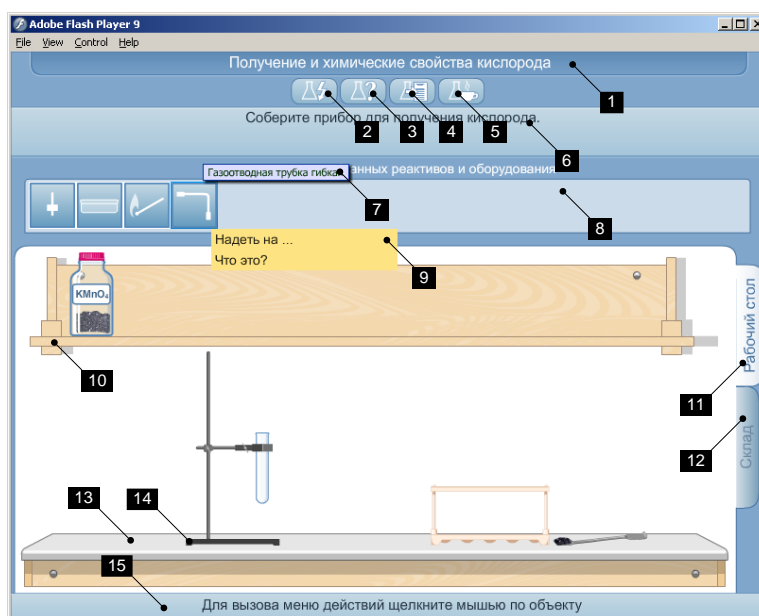 Adobe Flash Player 9
File View Control Help
Получение и химические свойства кислорода
1
2 3 4 5
Соберите прибор для получения кислорода.
6
Газоотводная трубка гибкая
анных реактивов и оборудования
7
8
Надеть на ...
Что это?
9
KMnO₄
10
Рабочий стол
11
Склад
12
13
14
15
Для вызова меню действий щелкните мышью по объекту